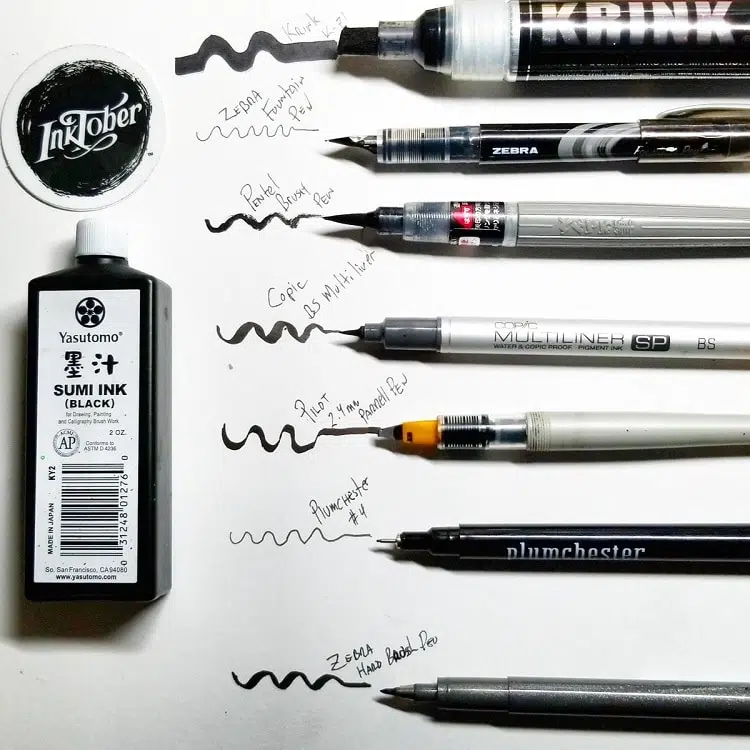 InkTober
TM
Yasutomo®
墨汁
SUMI INK
(BLACK)
for Drawing, Painting
and Calligraphy Brush Work
2 OZ.
AP
Conforms to
ASTM D 4236
KY2
MADE IN JAPAN
0 31248 01276 0
So. San Francisco, CA 94080
www.yasutomo.com
Krink
KRINK
ZEBRA
Fountain
PEN
ZEBRA
Pentel
Brush
Pen
Copic
BS Multiliner
COPIC
MULTILINER SP BS
WATER & COPIC PROOF PIGMENT INK
PILOT
2.4mm
Parallel PEN
Plumchester
#4
plumchester
ZEBRA
HARD Brush Pen